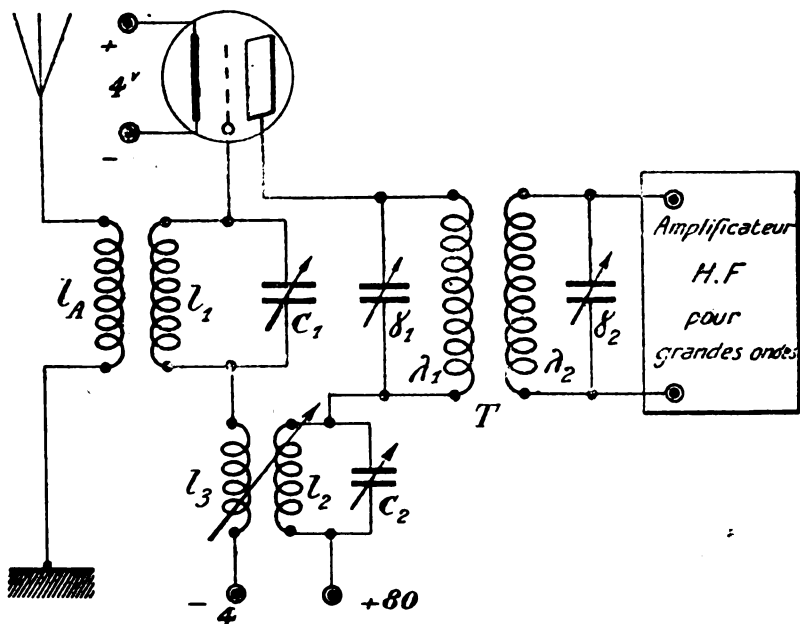 +
4ᵛ
-
lA
l1
C1
γ1
λ1
λ2
γ2
T
Amplificateur
H.F
pour
grandes ondes
l3
l2
C2
- 4
+80